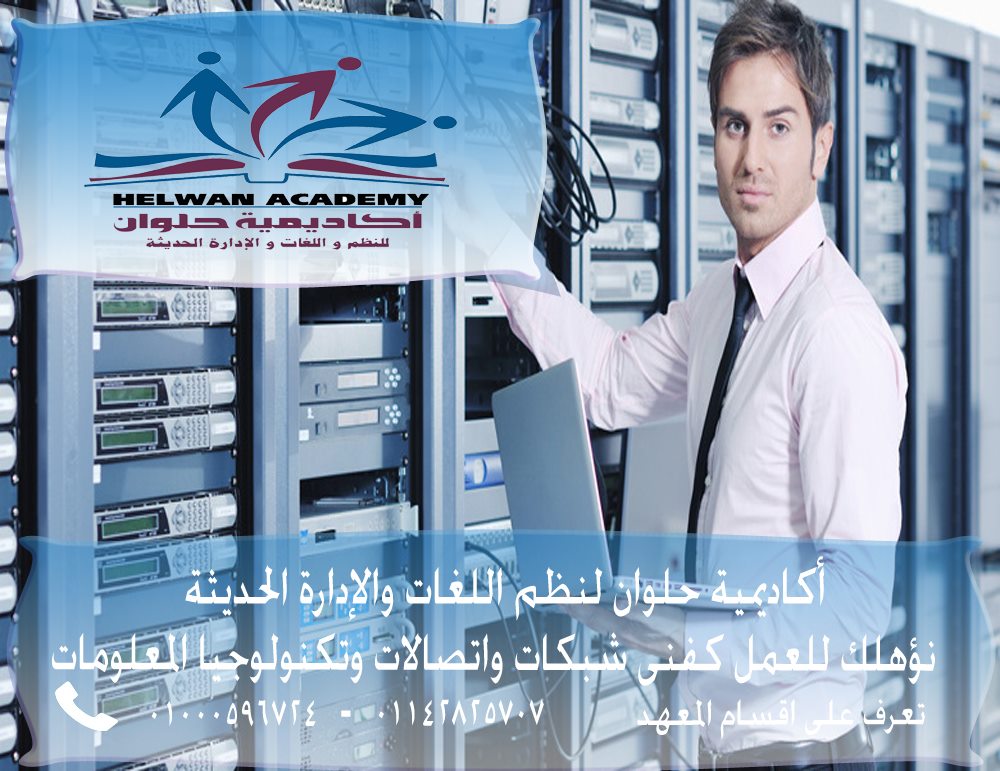 HELWAN ACADEMY
أكاديمية حلوان
للنظم و اللغات و الإدارة الحديثة
أكاديمية حلوان لنظم اللغات والإدارة الحديثة
نؤهلك للعمل كفنى شبكات واتصالات وتكنولوجيا المعلومات
تعرف على اقسام المعهد ٠١١٤٢٨٢٥٧٠٧ - ٠١٠٠٠٥٩٦٧٢٤